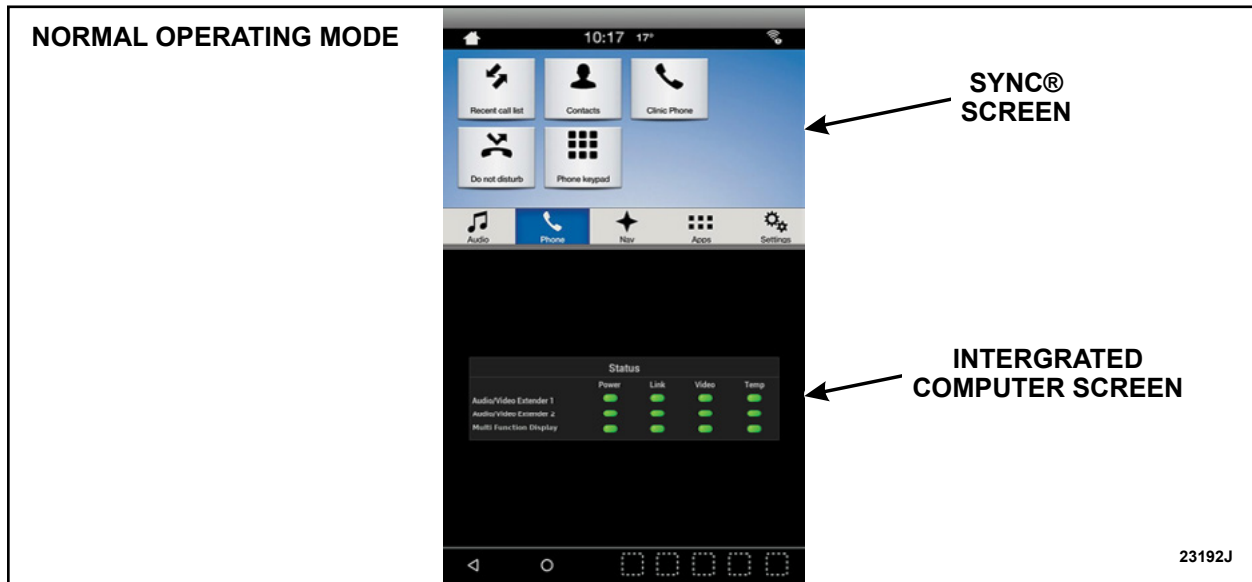 NORMAL OPERATING MODE
10:17 17°
Recent call list
Contacts
Clinic Phone
Do not disturb
Phone keypad
Audio
Phone
Nav
Apps
Settings
SYNC®
SCREEN
Status
Power Link Video Temp
Audio/Video Extender 1
Audio/Video Extender 2
Multi Function Display
INTERGRATED
COMPUTER SCREEN
23192J